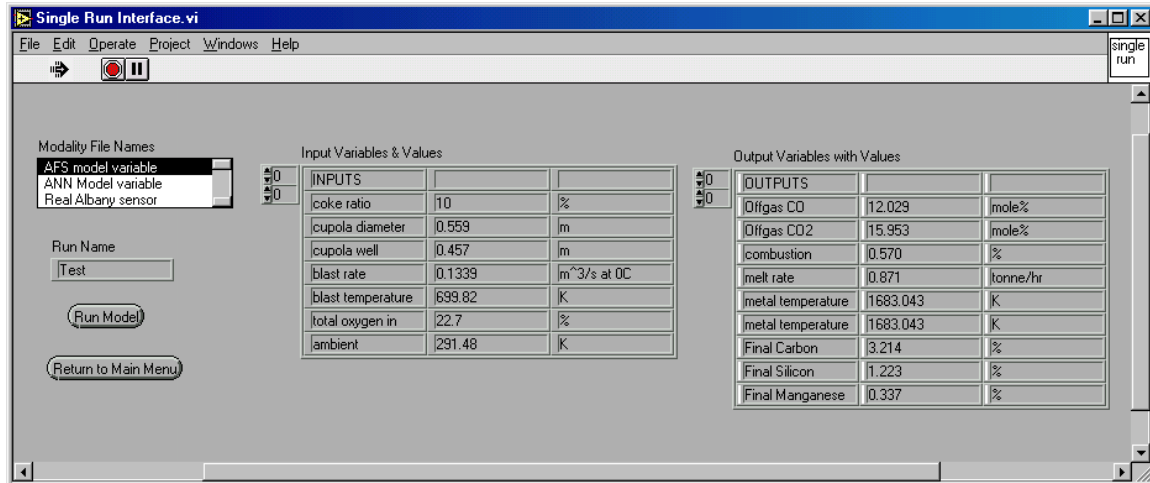 Single Run Interface.vi
File Edit Operate Project Windows Help
single
run
Modality File Names
AFS model variable
ANN Model variable
Real Albany sensor
Run Name
Test
Run Model
Return to Main Menu
Input Variables & Values
0
0
INPUTS
coke ratio 10 %
cupola diameter 0.559 m
cupola well 0.457 m
blast rate 0.1339 m^3/s at 0C
blast temperature 699.82 K
total oxygen in 22.7 %
ambient 291.48 K
Output Variables with Values
0
0
OUTPUTS
Offgas CO 12.029 mole%
Offgas CO2 15.953 mole%
combustion 0.570 %
melt rate 0.871 tonne/hr
metal temperature 1683.043 K
metal temperature 1683.043 K
Final Carbon 3.214 %
Final Silicon 1.223 %
Final Manganese 0.337 %